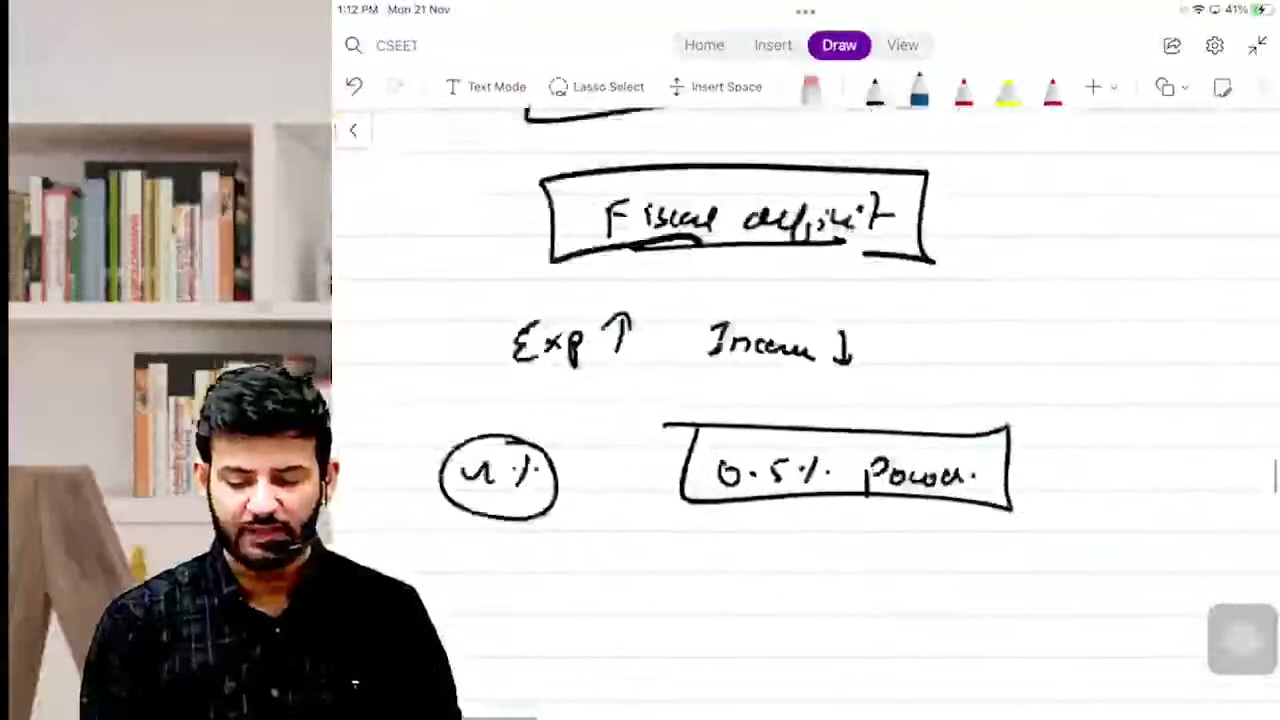 1:12 PM Mon 21 Nov
41%
CSEET
Home Insert Draw View
Text Mode Lasso Select Insert Space
Fiscal deficit
Exp ↑ Income ↓
4 %
0.5% Power.